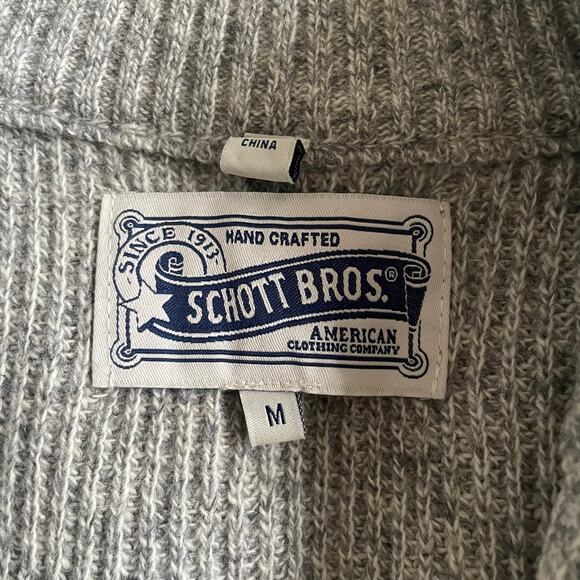 CHINA
SINCE 1913
HAND CRAFTED
SCHOTT BROS.®
AMERICAN
CLOTHING COMPANY
M